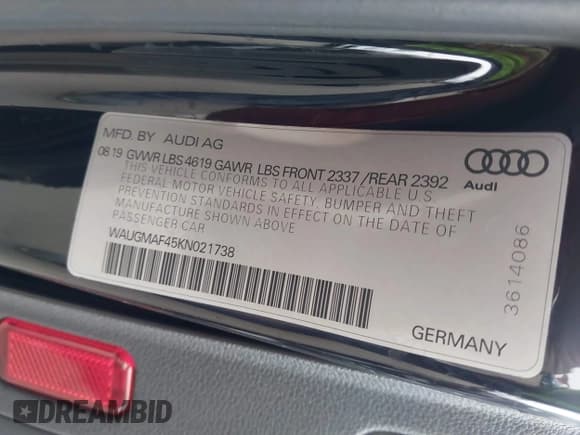 MFD. BY AUDI AG
08.19 GVWR LBS 4619 GAWR LBS FRONT 2337 /REAR 2392
THIS VEHICLE CONFORMS TO ALL APPLICABLE U S
FEDERAL MOTOR VEHICLE SAFETY, BUMPER AND THEFT
PREVENTION STANDARDS IN EFFECT ON THE DATE OF
MANUFACTURE SHOWN ABOVE
PASSENGER CAR
WAUGMAF45KN021738
Audi
3614086
GERMANY
DREAMBID